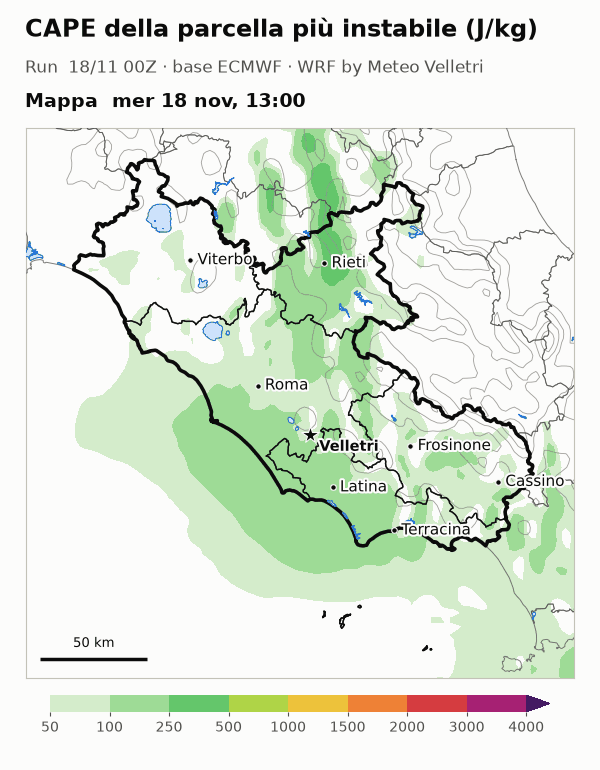 CAPE della parcella più instabile (J/kg)
Run  18/11 00Z · base ECMWF · WRF by Meteo Velletri
Mappa  mer 18 nov, 13:00
Viterbo
Rieti
Roma
Velletri
Frosinone
Latina
Cassino
Terracina
50 km
50 100 250 500 1000 1500 2000 3000 4000